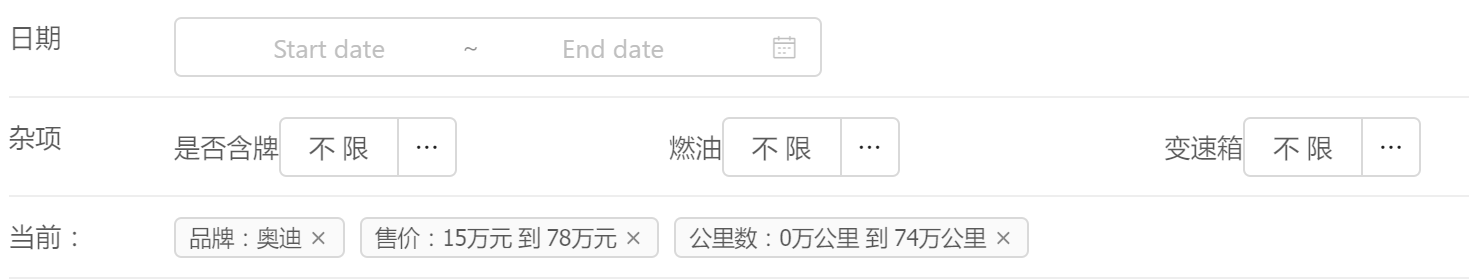 日期 Start date ~ End date
杂项 是否含牌 不 限 ··· 燃油 不 限 ··· 变速箱 不 限 ···
当前： 品牌：奥迪 × 售价：15万元 到 78万元 × 公里数：0万公里 到 74万公里 ×